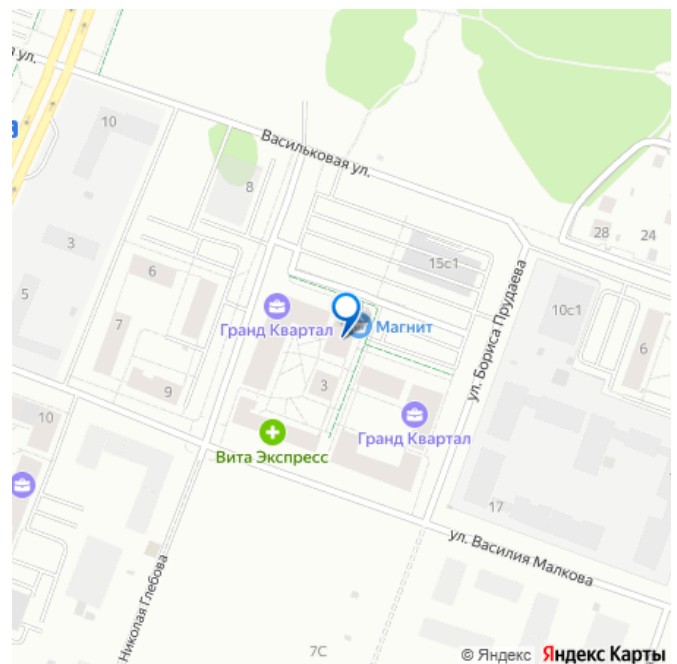 я ул.
10
Васильковая ул.
8
28
24
15с1
3
6
5
ул. Бориса Прудаева
10с1
Гранд Квартал
Магнит
7
6
3
9
10
Гранд Квартал
Вита Экспресс
17
ул. Василия Малкова
Николая Глебова
7С
© Яндекс Яндекс Карты